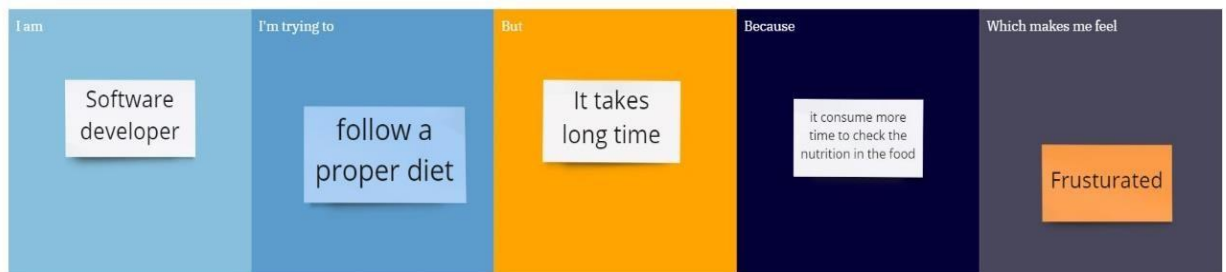 I am
Software
developer
I'm trying to
follow a
proper diet
But
It takes
long time
Because
it consume more
time to check the
nutrition in the food
Which makes me feel
Frusturated